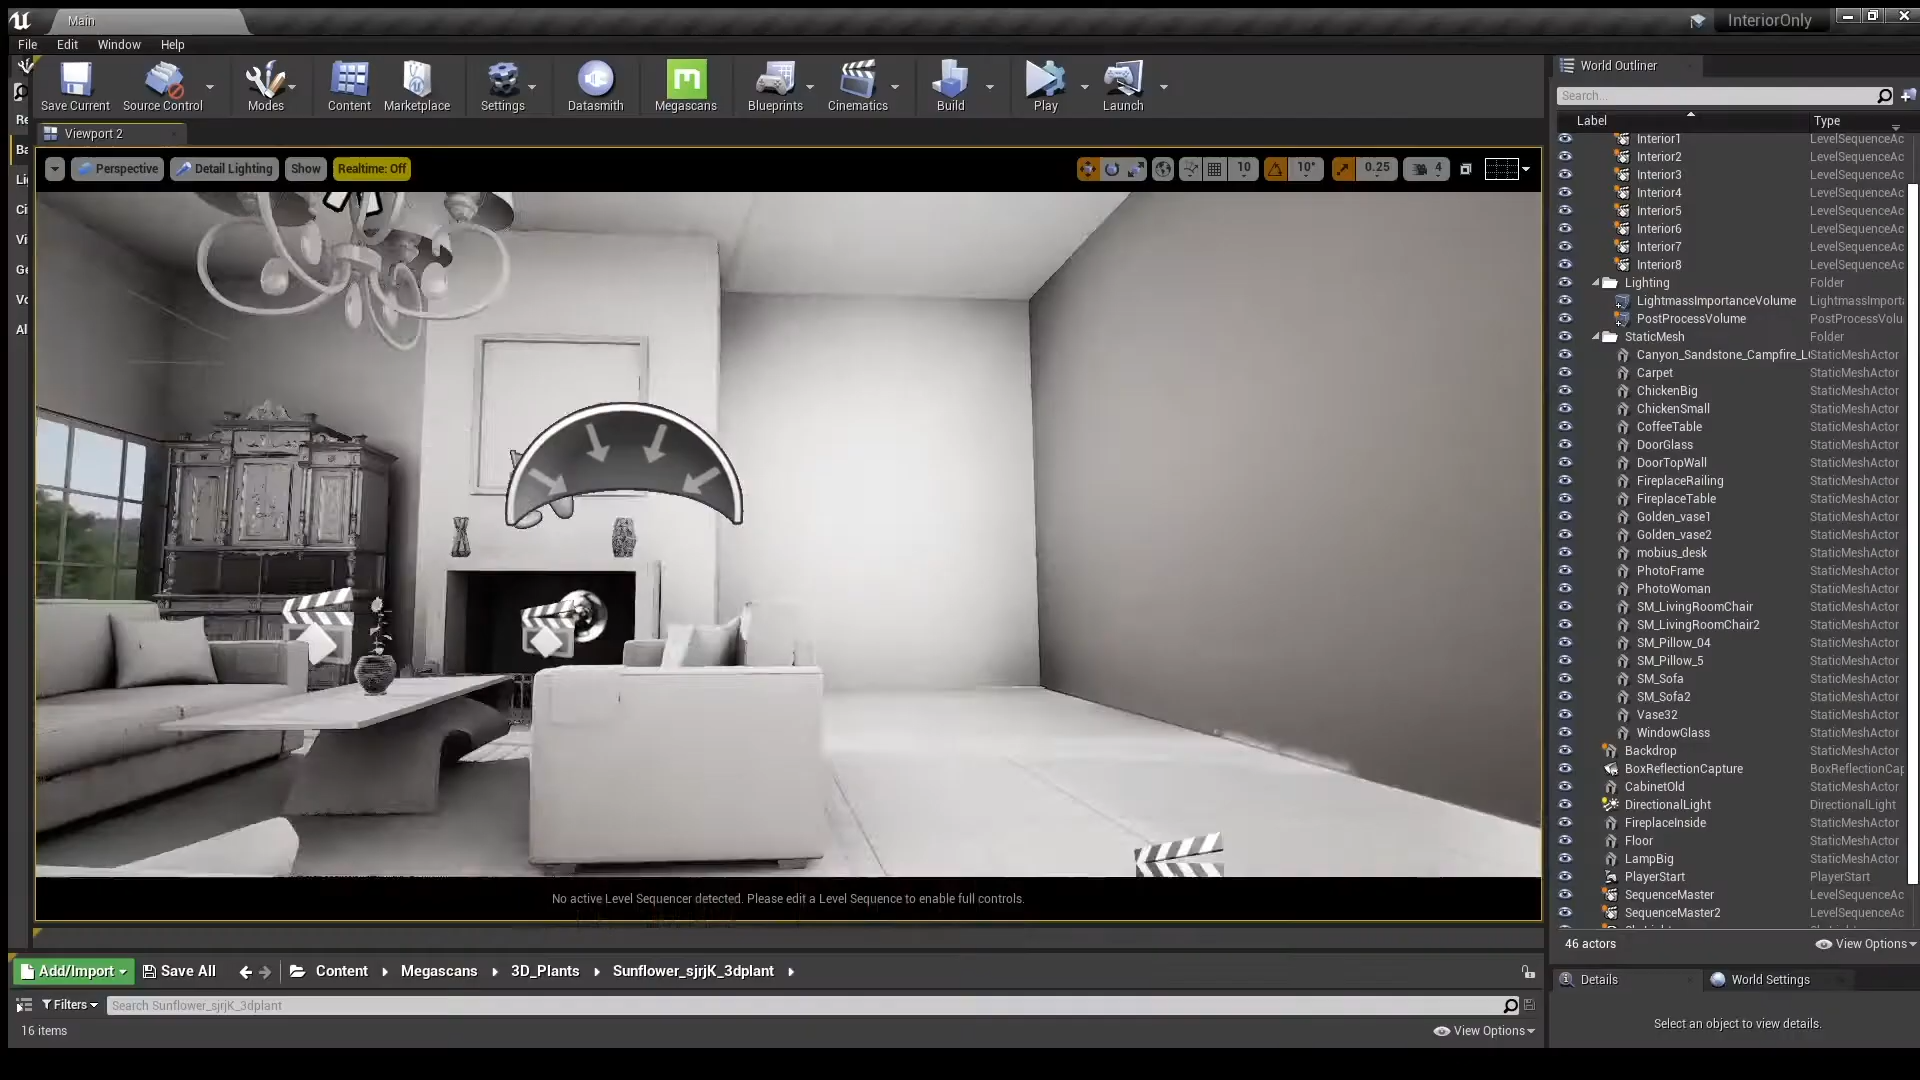 Main
InteriorOnly
File Edit Window Help
Save Current Source Control Modes Content Marketplace Settings Datasmith Megascans Blueprints Cinematics Build Play Launch
Viewport 2
Perspective Detail Lighting Show Realtime: Off 10 10° 0.25 4
Re
Ba
Li
Ci
Vi
Ge
Vo
Al
No active Level Sequencer detected. Please edit a Level Sequence to enable full controls.
World Outliner
Search...
Label Type
Interior1 LevelSequenceAc
Interior2 LevelSequenceAc
Interior3 LevelSequenceAc
Interior4 LevelSequenceAc
Interior5 LevelSequenceAc
Interior6 LevelSequenceAc
Interior7 LevelSequenceAc
Interior8 LevelSequenceAc
Lighting Folder
LightmassImportanceVolume LightmassImporta
PostProcessVolume PostProcessVolu
StaticMesh Folder
Canyon_Sandstone_Campfire_L StaticMeshActor
Carpet StaticMeshActor
ChickenBig StaticMeshActor
ChickenSmall StaticMeshActor
CoffeeTable StaticMeshActor
DoorGlass StaticMeshActor
DoorTopWall StaticMeshActor
FireplaceRailing StaticMeshActor
FireplaceTable StaticMeshActor
Golden_vase1 StaticMeshActor
Golden_vase2 StaticMeshActor
mobius_desk StaticMeshActor
PhotoFrame StaticMeshActor
PhotoWoman StaticMeshActor
SM_LivingRoomChair StaticMeshActor
SM_LivingRoomChair2 StaticMeshActor
SM_Pillow_04 StaticMeshActor
SM_Pillow_5 StaticMeshActor
SM_Sofa StaticMeshActor
SM_Sofa2 StaticMeshActor
Vase32 StaticMeshActor
WindowGlass StaticMeshActor
Backdrop StaticMeshActor
BoxReflectionCapture BoxReflectionCap
CabinetOld StaticMeshActor
DirectionalLight DirectionalLight
FireplaceInside StaticMeshActor
Floor StaticMeshActor
LampBig StaticMeshActor
PlayerStart PlayerStart
SequenceMaster LevelSequenceAc
SequenceMaster2 LevelSequenceAc
46 actors View Options
Details World Settings
Select an object to view details.
Add/Import Save All Content Megascans 3D_Plants Sunflower_sjrjK_3dplant
Filters Search Sunflower_sjrjK_3dplant
16 items View Options